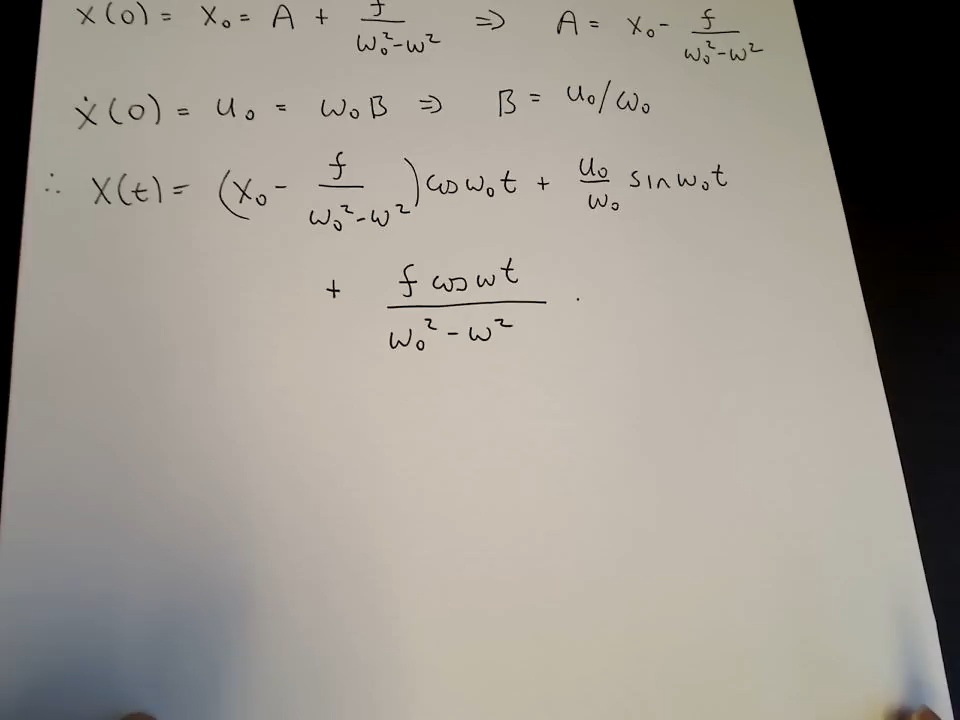 x(0) = x₀ = A + f/(ω₀²-ω²) ⇒ A = x₀ - f/(ω₀²-ω²)
ẋ(0) = u₀ = ω₀B ⇒ B = u₀/ω₀
∴ x(t) = (x₀ - f/(ω₀²-ω²)) cos ω₀t + u₀/ω₀ sin ω₀t
+ f cos ωt/(ω₀²-ω²) .